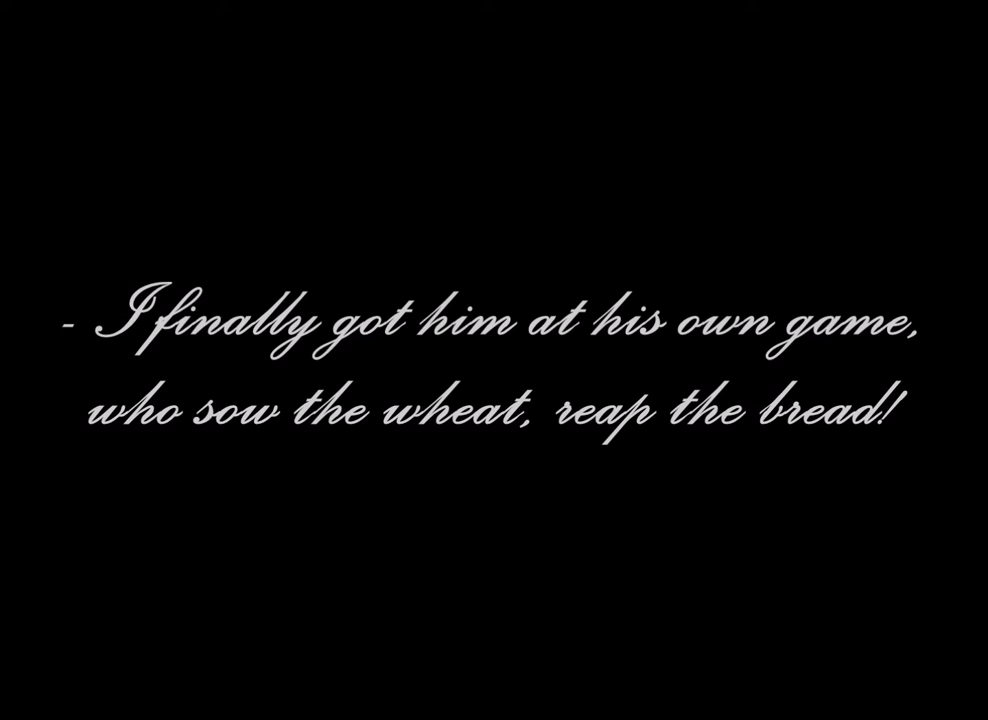 - I finally got him at his own game,
who sow the wheat, reap the bread!